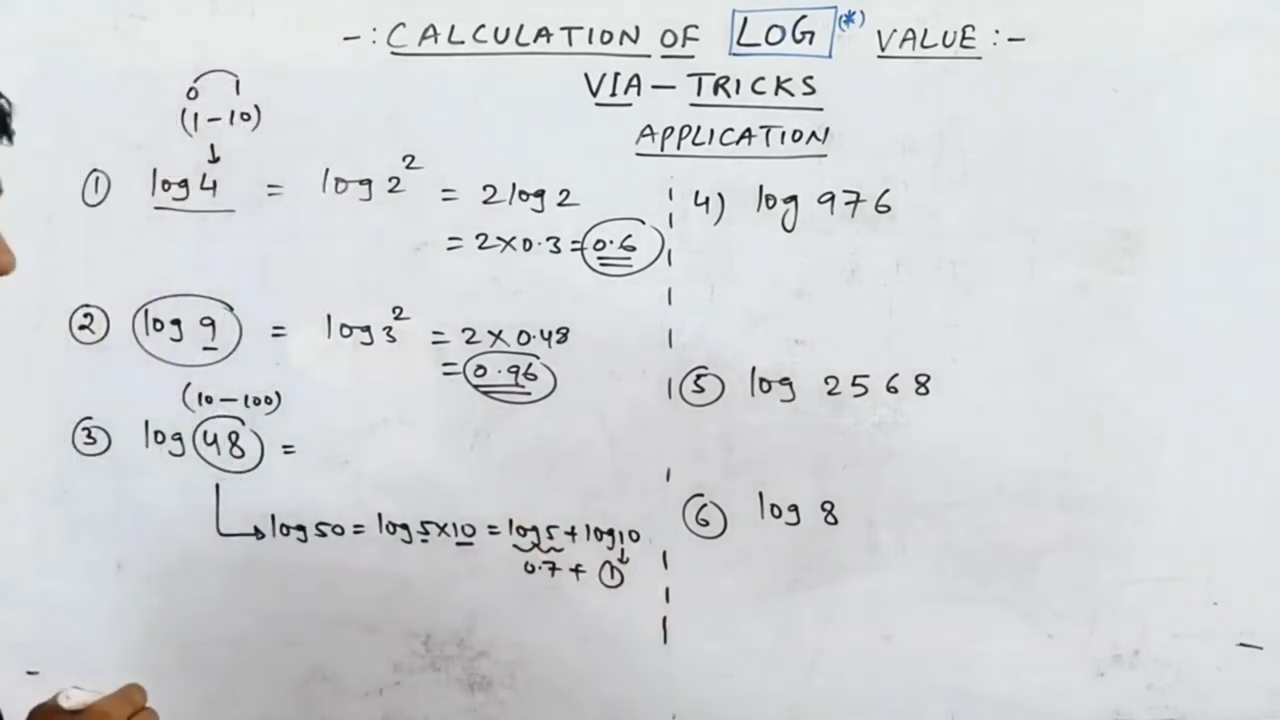 -: CALCULATION OF LOG (*) VALUE :-
VIA - TRICKS
APPLICATION
0 1
(1-10)
↓
① log 4 = log 2² = 2 log 2
= 2×0.3 = 0.6
② log 9 = log 3² = 2 × 0.48
= 0.96
(10-100)
③ log 48 =
log 50 = log 5×10 = log 5 + log 10
0.7 + ①
4) log 976
⑤ log 2568
⑥ log 8